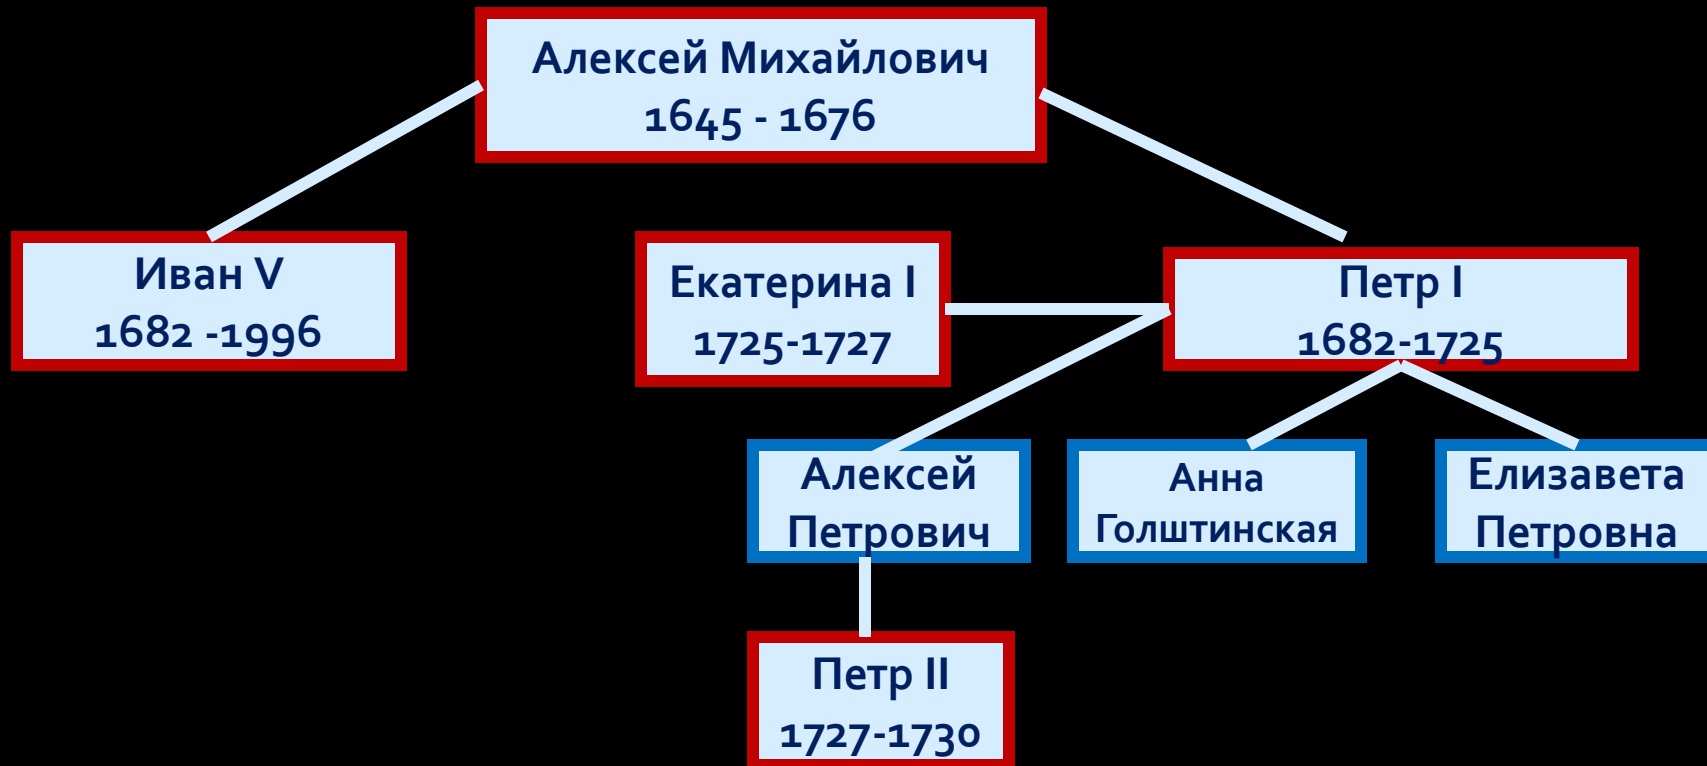 Алексей Михайлович
1645 - 1676
Иван V
1682 -1996
Екатерина I
1725-1727
Петр I
1682-1725
Алексей
Петрович
Анна
Голштинская
Елизавета
Петровна
Петр II
1727-1730